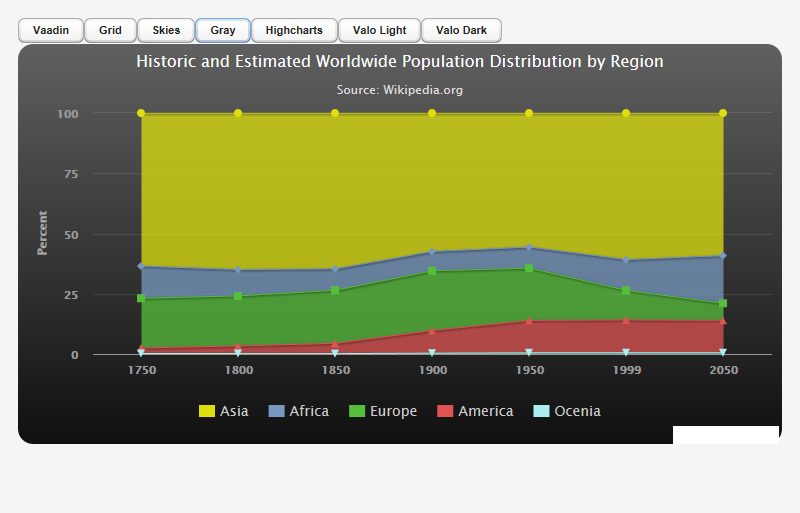 Vaadin Grid Skies Gray Highcharts Valo Light Valo Dark
Historic and Estimated Worldwide Population Distribution by Region
Source: Wikipedia.org
Percent
100
75
50
25
0
1750 1800 1850 1900 1950 1999 2050
Asia Africa Europe America Ocenia